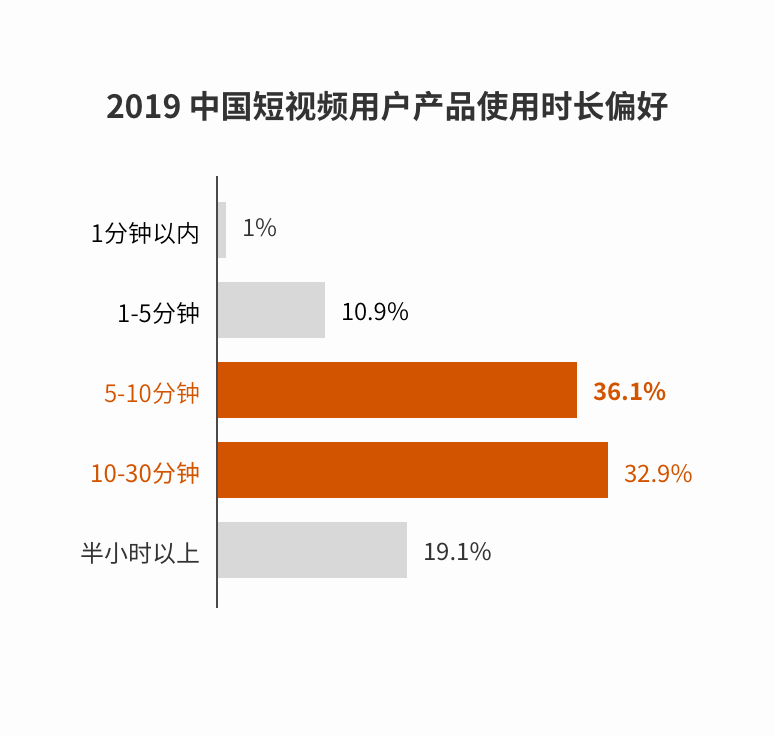 2019 中国短视频用户产品使用时长偏好
1分钟以内 1%
1-5分钟 10.9%
5-10分钟 36.1%
10-30分钟 32.9%
半小时以上 19.1%